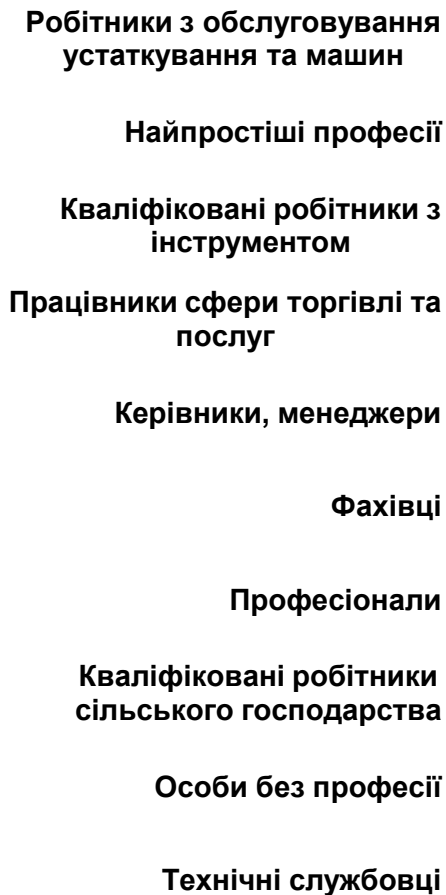 Робітники з обслуговування
устаткування та машин
Найпростіші професії
Кваліфіковані робітники з
інструментом
Працівники сфери торгівлі та
послуг
Керівники, менеджери
Фахівці
Професіонали
Кваліфіковані робітники
сільського господарства
Особи без професії
Технічні службовці